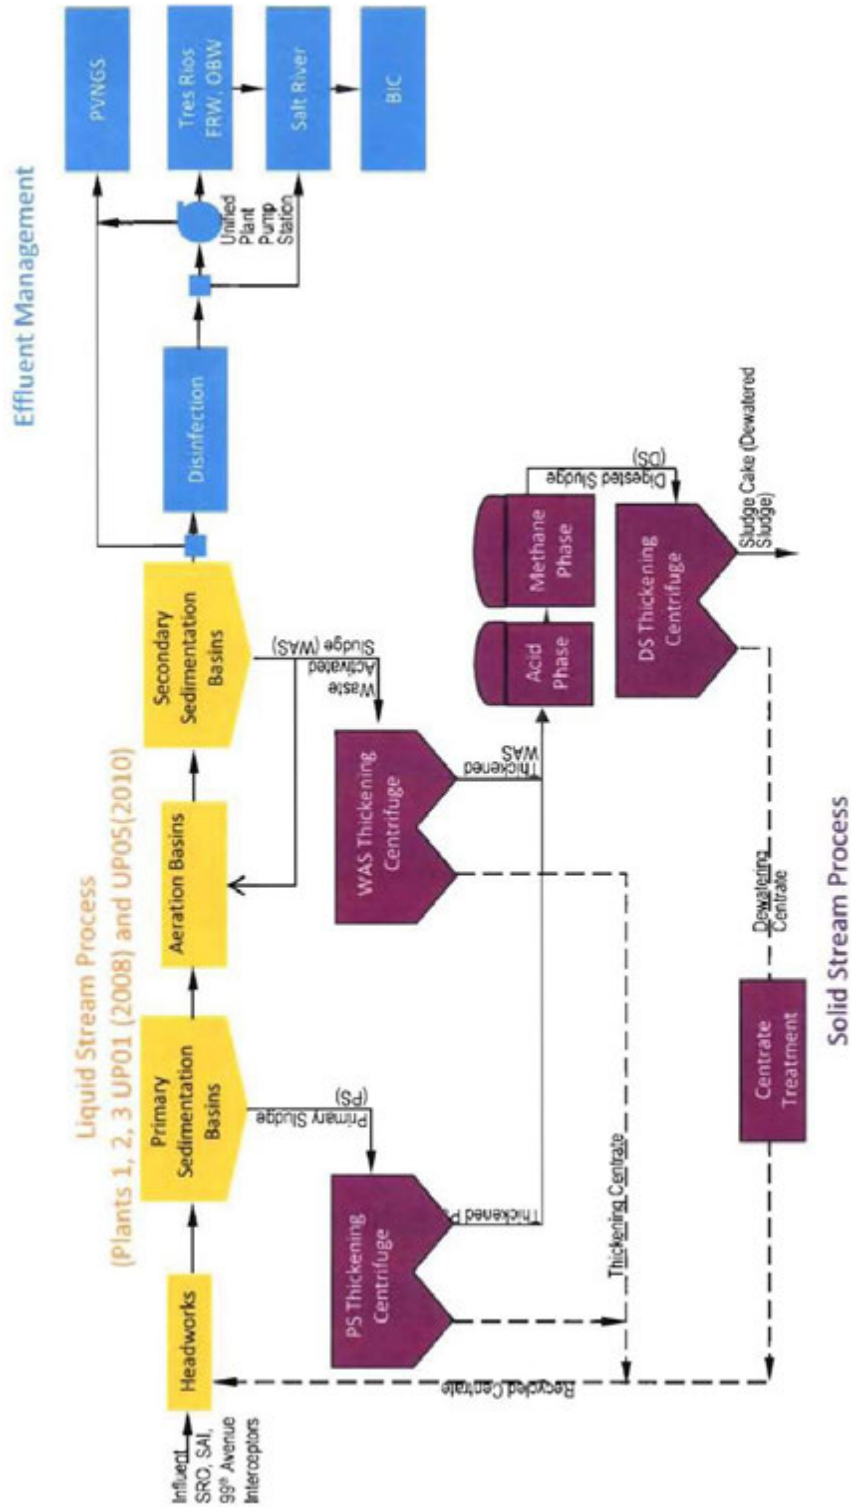 Liquid Stream Process
(Plants 1, 2, 3 UP01 (2008) and UP05(2010)
Effluent Management
Influent
SRO, SAI,
99th Avenue
Interceptors
Headworks
Primary
Sedimentation
Basins
Aeration Basins
Secondary
Sedimentation
Basins
Disinfection
Unified
Plant
Pump
Station
PVNGS
Tres Rios
FRW, OBW
Salt River
BIC
Primary Sludge
(PS)
Waste
Activated
Sludge (WAS)
PS Thickening
Centrifuge
WAS Thickening
Centrifuge
Thickened
Thickened
WAS
Acid
Phase
Methane
Phase
Digested Sludge
(DS)
DS Thickening
Centrifuge
Sludge Cake (Dewatered
Sludge)
Thickening Centrate
Recycled Centrate
Dewatering
Centrate
Centrate
Treatment
Solid Stream Process